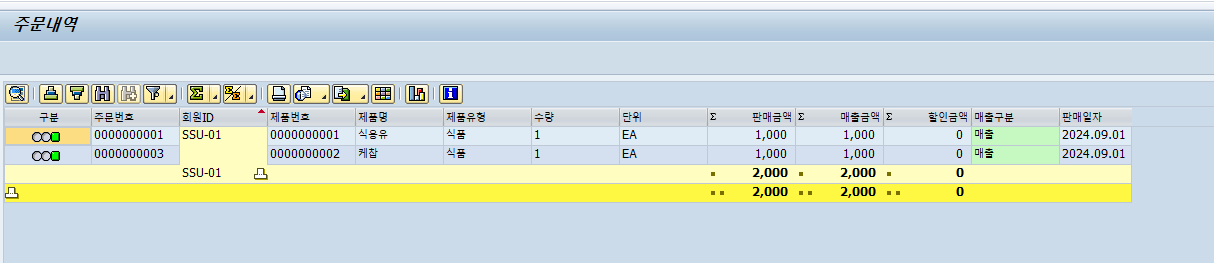 주문내역
구분 주문번호 회원ID 제품번호 제품명 제품유형 수량 단위 Σ 판매금액 Σ 매출금액 Σ 할인금액 매출구분 판매일자
0000000001 SSU-01 0000000001 식용유 식품 1 EA 1,000 1,000 0 매출 2024.09.01
0000000003 0000000002 케찹 식품 1 EA 1,000 1,000 0 매출 2024.09.01
SSU-01 2,000 2,000 0
2,000 2,000 0